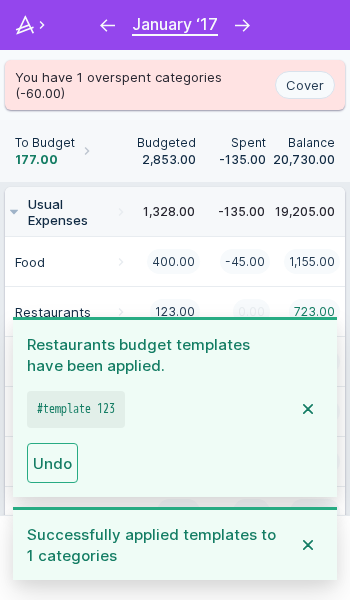 January ‘17
You have 1 overspent categories
(-60.00)
Cover
To Budget
177.00
Budgeted
2,853.00
Spent
-135.00
Balance
20,730.00
Usual
Expenses
1,328.00
-135.00
19,205.00
Food
400.00
-45.00
1,155.00
Restaurants
123.00
0.00
723.00
Restaurants budget templates
have been applied.
#template 123
Undo
Successfully applied templates to
1 categories